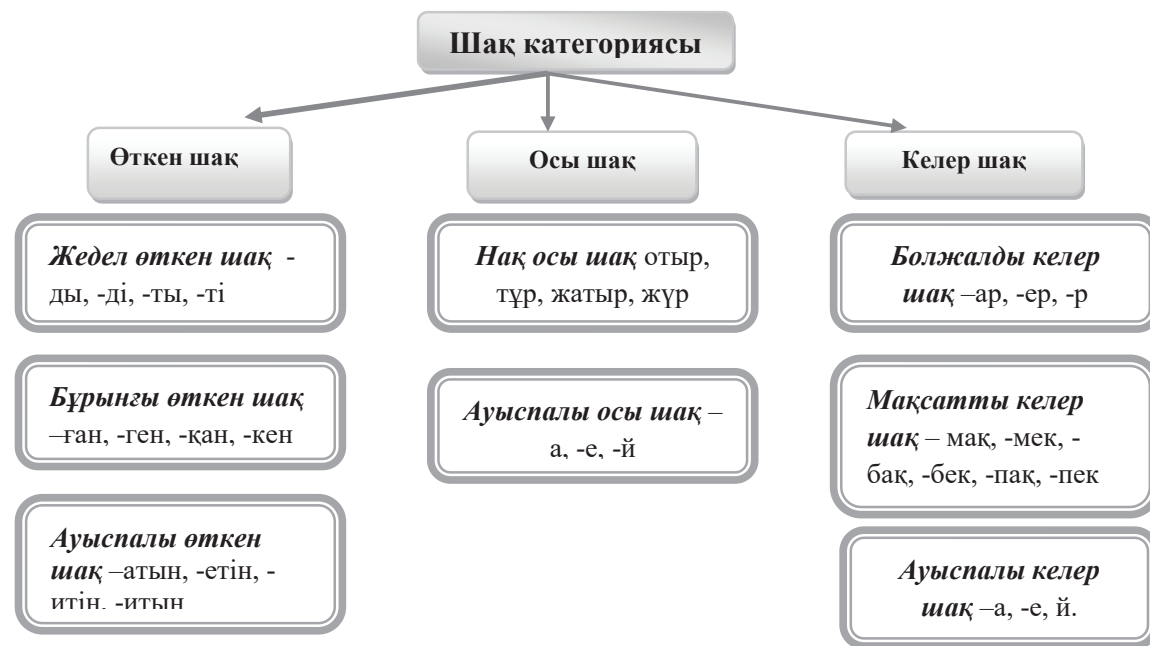 Шақ категориясы
Өткен шақ
Осы шақ
Келер шақ
Жедел өткен шақ -
ды, -ді, -ты, -ті
Бұрынғы өткен шақ
–ған, -ген, -қан, -кен
Ауыспалы өткен
шақ –атын, -етін, -
итін, -итын
Нақ осы шақ отыр,
тұр, жатыр, жүр
Ауыспалы осы шақ –
а, -е, -й
Болжалды келер
шақ –ар, -ер, -р
Мақсатты келер
шақ – мақ, -мек, -
бақ, -бек, -пақ, -пек
Ауыспалы келер
шақ –а, -е, й.